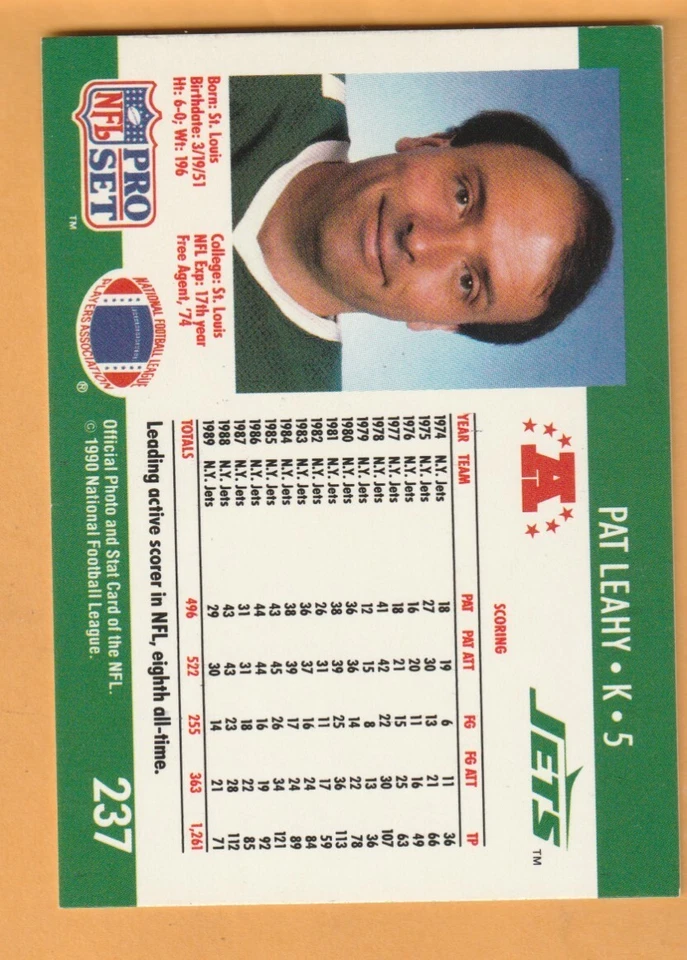 PAT LEAHY • K • 5
A
JETS TM
SCORING
YEAR TEAM PAT PAT ATT FG FG ATT TP
1974 N.Y. Jets 18 19 6 11 36
1975 N.Y. Jets 27 30 13 21 66
1976 N.Y. Jets 16 20 11 16 49
1977 N.Y. Jets 18 21 15 25 63
1978 N.Y. Jets 41 42 22 30 107
1979 N.Y. Jets 12 15 8 13 36
1980 N.Y. Jets 36 36 14 22 78
1981 N.Y. Jets 38 39 25 36 113
1982 N.Y. Jets 26 31 11 17 59
1983 N.Y. Jets 36 37 16 24 84
1984 N.Y. Jets 38 39 17 24 89
1985 N.Y. Jets 43 45 26 34 121
1986 N.Y. Jets 44 44 16 19 92
1987 N.Y. Jets 31 31 18 22 85
1988 N.Y. Jets 43 43 23 28 112
1989 N.Y. Jets 29 30 14 21 71
TOTALS 496 522 255 363 1,261
Leading active scorer in NFL, eighth all-time.
Born: St. Louis
Birthdate: 3/19/51
Ht: 6-0; Wt: 196
College: St. Louis
NFL Exp: 17th year
Free Agent, '74
PRO
NFL SET
TM
NATIONAL FOOTBALL LEAGUE
PLAYERS ASSOCIATION
®
Official Photo and Stat Card of the NFL.
© 1990 National Football League.
237